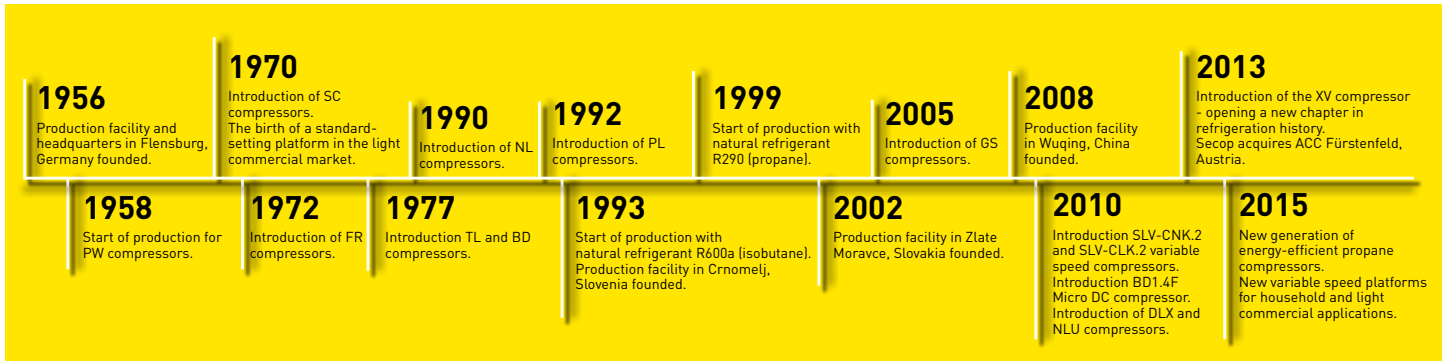 1956
Production facility and
headquarters in Flensburg,
Germany founded.
1958
Start of production for
PW compressors.
1970
Introduction of SC
compressors.
The birth of a standard-
setting platform in the light
commercial market.
1972
Introduction of FR
compressors.
1977
Introduction TL and BD
compressors.
1990
Introduction of NL
compressors.
1992
Introduction of PL
compressors.
1993
Start of production with
natural refrigerant R600a (isobutane).
Production facility in Crnomelj,
Slovenia founded.
1999
Start of production with
natural refrigerant
R290 (propane).
2002
Production facility in Zlate
Moravce, Slovakia founded.
2005
Introduction of GS
compressors.
2008
Production facility
in Wuqing, China
founded.
2010
Introduction SLV-CNK.2
and SLV-CLK.2 variable
speed compressors.
Introduction BD1.4F
Micro DC compressor.
Introduction of DLX and
NLU compressors.
2013
Introduction of the XV compressor
- opening a new chapter in
refrigeration history.
Secop acquires ACC Fürstenfeld,
Austria.
2015
New generation of
energy-efficient propane
compressors.
New variable speed platforms
for household and light
commercial applications.